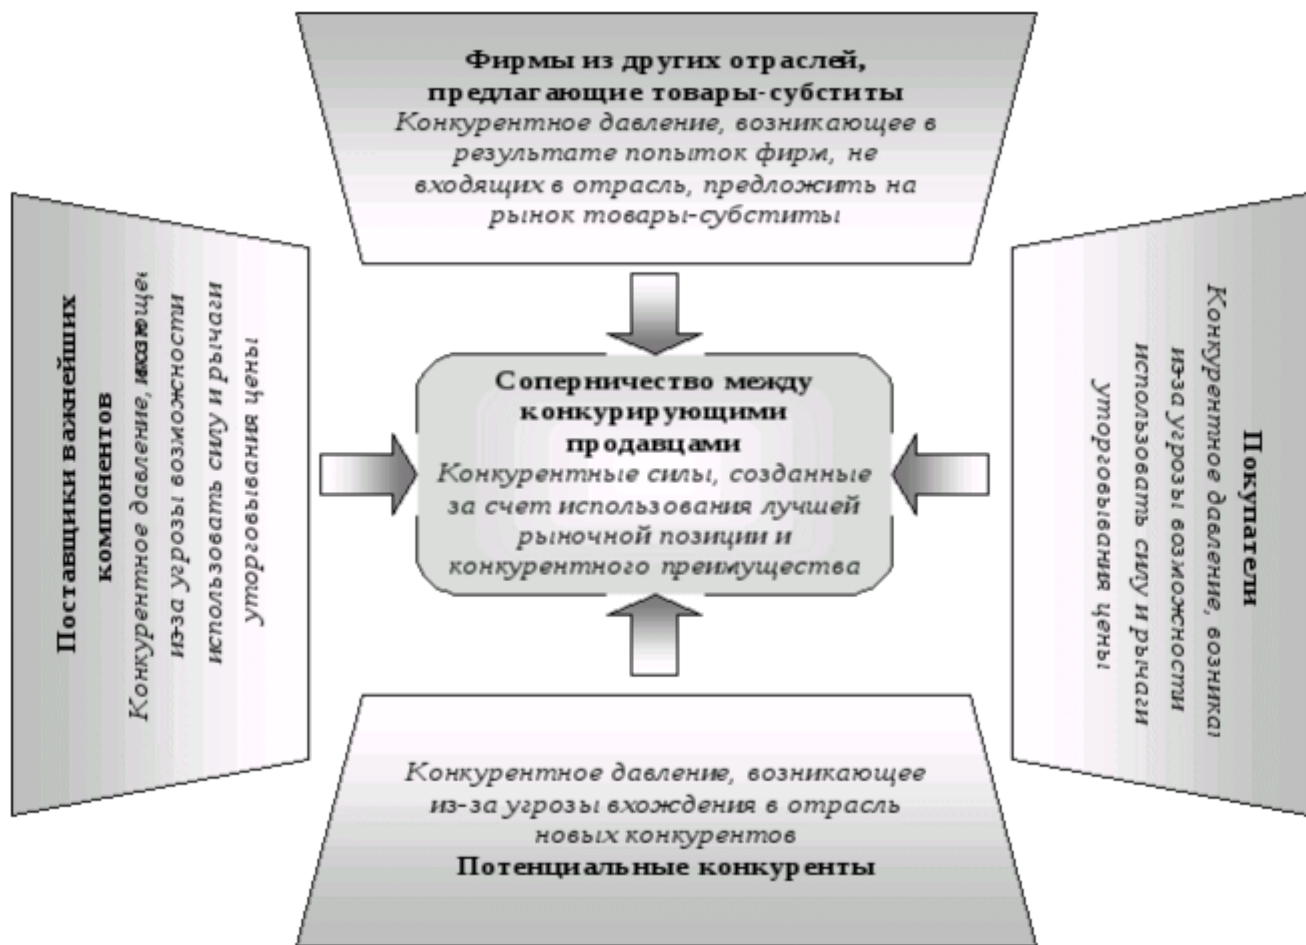 Фирмы из других отраслей,
предлагающие товары-субституты
Конкурентное давление, возникающее в
результате попыток фирм, не
входящих в отрасль, предложить на
рынок товары-субституты
Поставщики важнейших
компонентов
Конкурентное давление,
из-за угрозы возможности
использовать силу и рычаги
уторговывания цены
Соперничество между
конкурирующими
продавцами
Конкурентные силы, созданные
за счет использования лучшей
рыночной позиции и
конкурентного преимущества
Покупатели
Конкурентное давление, возникаю
из-за угрозы возможности
использовать силу и рычаги
уторговывания цены
Конкурентное давление, возникающее
из-за угрозы вхождения в отрасль
новых конкурентов
Потенциальные конкуренты